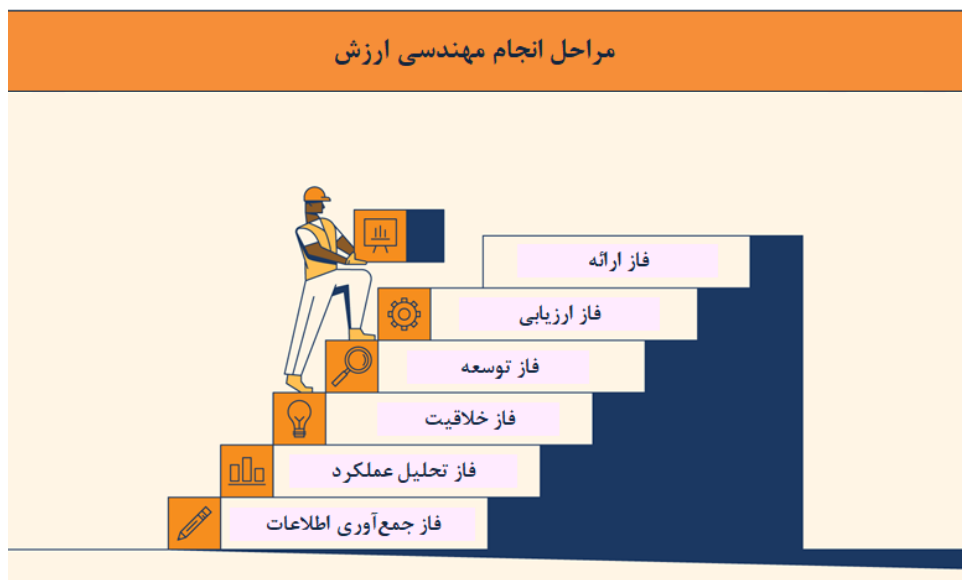 مراحل انجام مهندسی ارزش
فاز ارائه
فاز ارزیابی
فاز توسعه
فاز خلاقیت
فاز تحلیل عملکرد
فاز جمع‌آوری اطلاعات